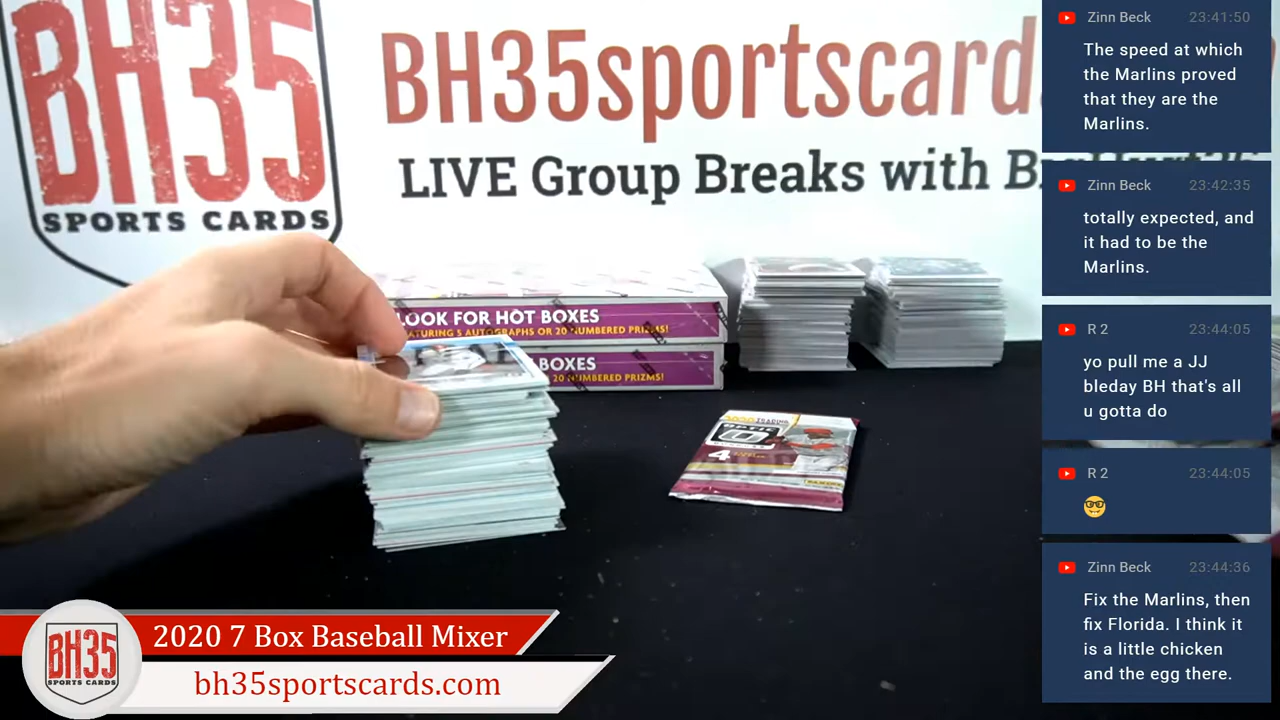 BH35
SPORTS CARDS
BH35sportscard
LIVE Group Breaks with B
LOOK FOR HOT BOXES
FEATURING 5 AUTOGRAPHS OR 20 NUMBERED PRIZMS!
BOXES
20 NUMBERED PRIZMS!
OPTIC
4
Zinn Beck 23:41:50
The speed at which
the Marlins proved
that they are the
Marlins.
Zinn Beck 23:42:35
totally expected, and
it had to be the
Marlins.
R 2 23:44:05
yo pull me a JJ
bleday BH that's all
u gotta do
R 2 23:44:05
🤓
Zinn Beck 23:44:36
Fix the Marlins, then
fix Florida. I think it
is a little chicken
and the egg there.
BH35
SPORTS CARDS
2020 7 Box Baseball Mixer
bh35sportscards.com